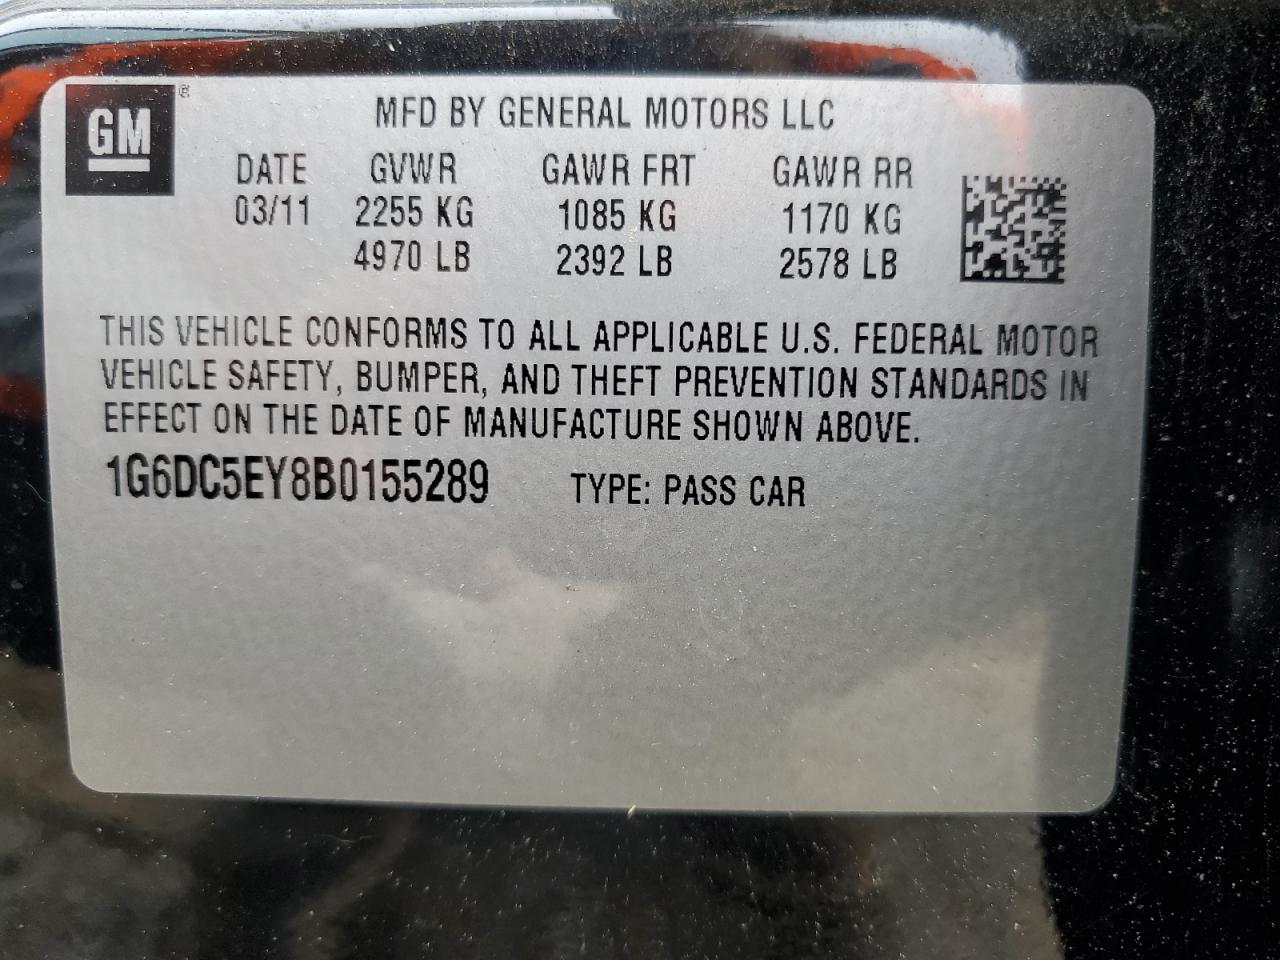 GM®
MFD BY GENERAL MOTORS LLC
DATE GVWR GAWR FRT GAWR RR
03/11 2255 KG 1085 KG 1170 KG
4970 LB 2392 LB 2578 LB
THIS VEHICLE CONFORMS TO ALL APPLICABLE U.S. FEDERAL MOTOR
VEHICLE SAFETY, BUMPER, AND THEFT PREVENTION STANDARDS IN
EFFECT ON THE DATE OF MANUFACTURE SHOWN ABOVE.
1G6DC5EY8B0155289 TYPE: PASS CAR